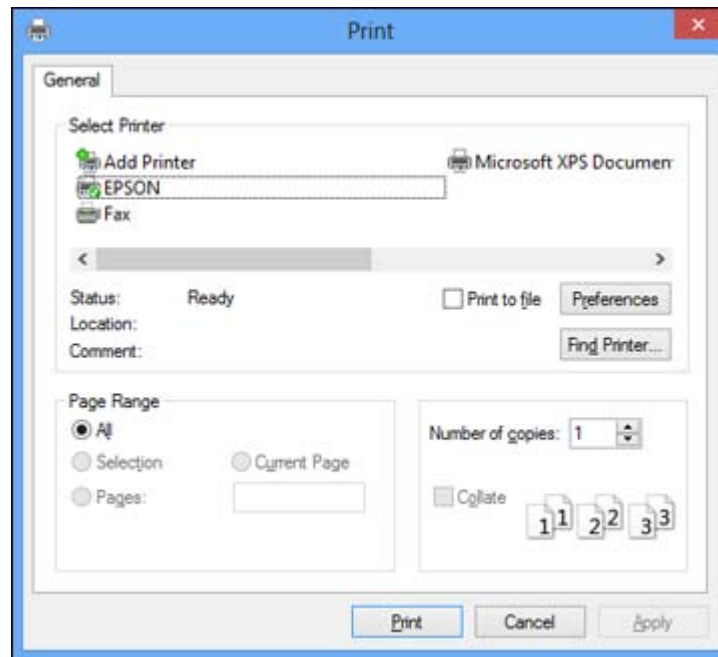 Print
General
Select Printer
Add Printer
Microsoft XPS Documen
EPSON
Fax
Status: Ready
Print to file
Preferences
Location:
Comment:
Find Printer...
Page Range
All
Number of copies: 1
Selection
Current Page
Pages:
Collate
1 1 2 2 3 3
Print
Cancel
Apply